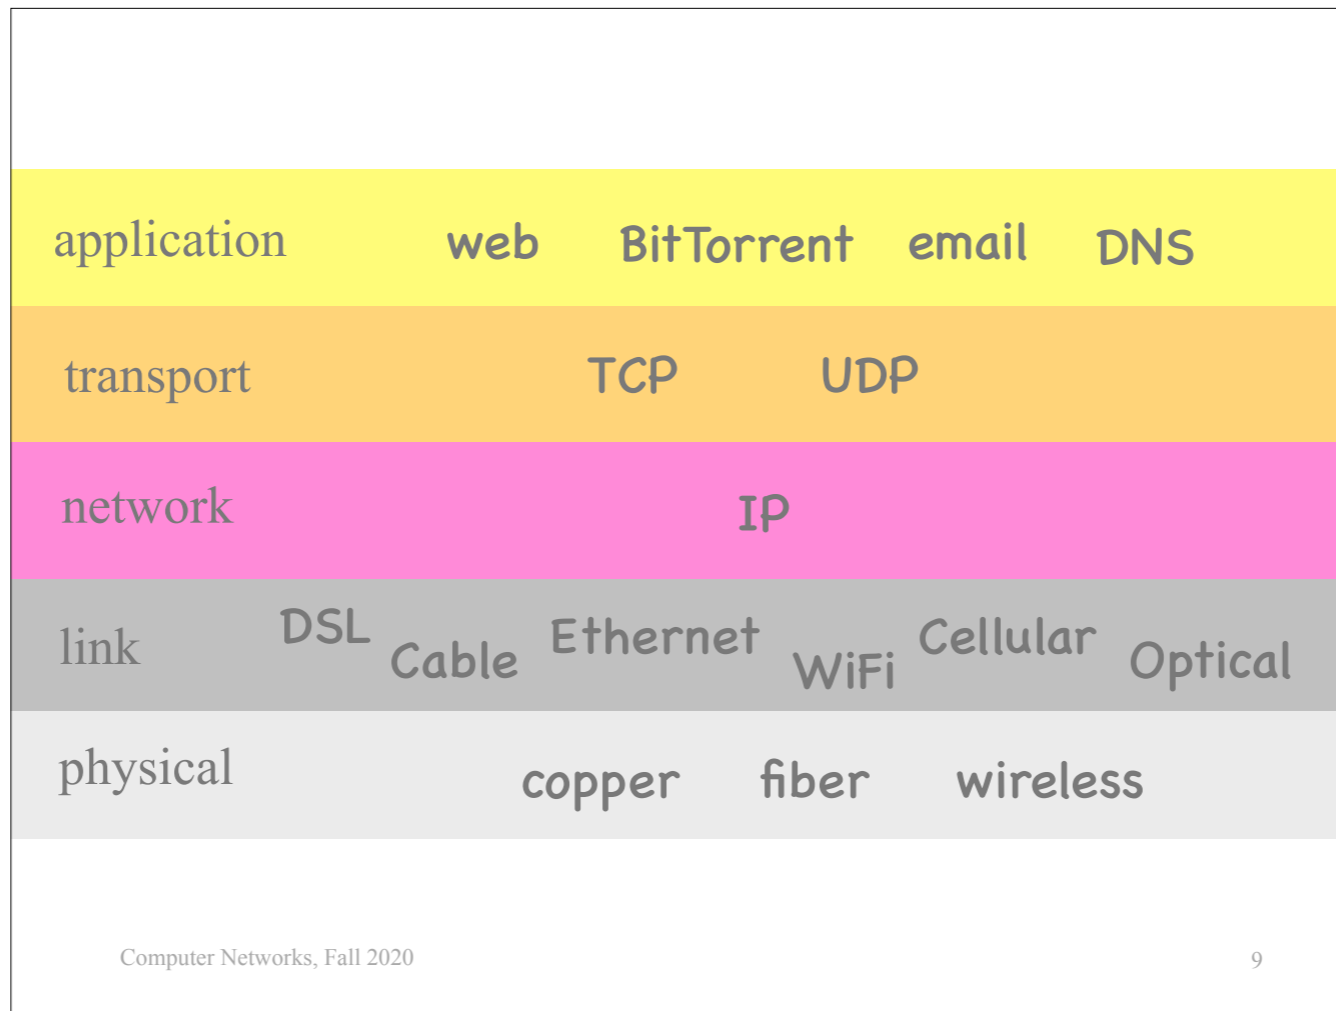 application web BitTorrent email DNS
transport TCP UDP
network IP
link DSL Cable Ethernet WiFi Cellular Optical
physical copper fiber wireless
Computer Networks, Fall 2020 9